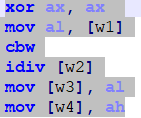 xor ax, ax
mov al, [w1]
cbw
idiv [w2]
mov [w3], al
mov [w4], ah